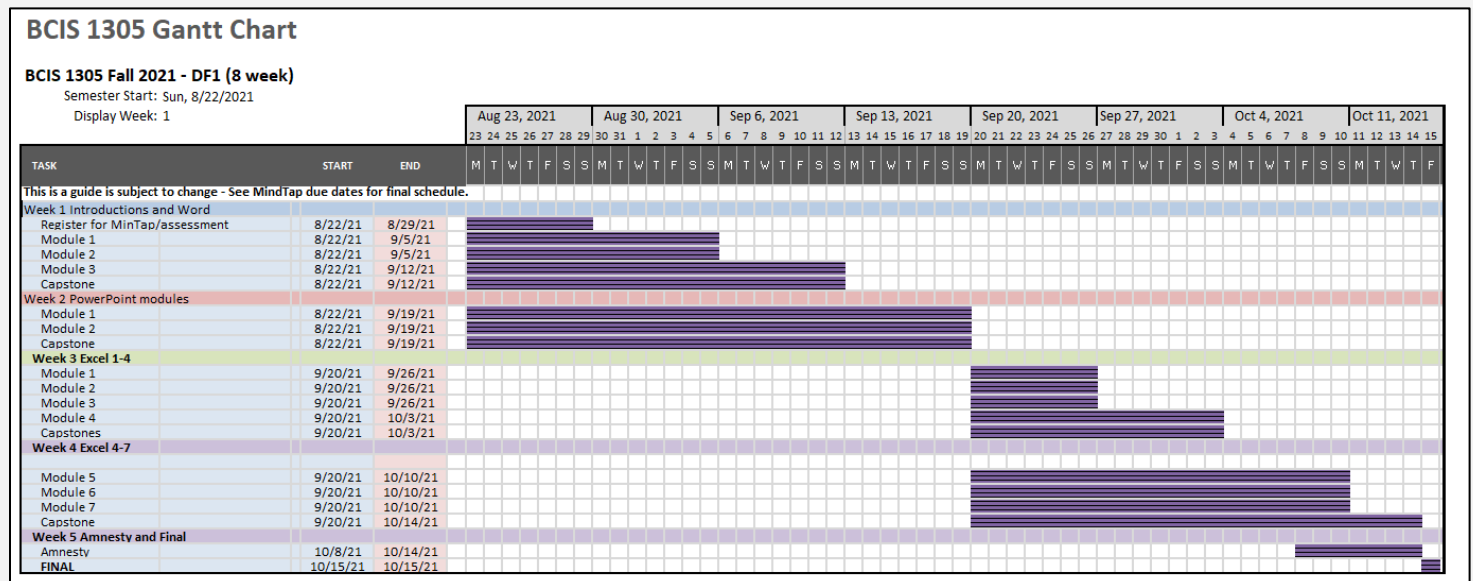 BCIS 1305 Gantt Chart
BCIS 1305 Fall 2021 - DF1 (8 week)
Semester Start: Sun, 8/22/2021
Display Week: 1
Aug 23, 2021 Aug 30, 2021 Sep 6, 2021 Sep 13, 2021 Sep 20, 2021 Sep 27, 2021 Oct 4, 2021 Oct 11, 2021
23 24 25 26 27 28 29 30 31 1 2 3 4 5 6 7 8 9 10 11 12 13 14 15 16 17 18 19 20 21 22 23 24 25 26 27 28 29 30 1 2 3 4 5 6 7 8 9 10 11 12 13 14 15
TASK START END M T W T F S S M T W T F S S M T W T F S S M T W T F S S M T W T F S S M T W T F S S M T W T F S S M T W T F
This is a guide is subject to change - See MindTap due dates for final schedule.
Week 1 Introductions and Word
Register for MinTap/assessment 8/22/21 8/29/21
Module 1 8/22/21 9/5/21
Module 2 8/22/21 9/5/21
Module 3 8/22/21 9/12/21
Capstone 8/22/21 9/12/21
Week 2 PowerPoint modules
Module 1 8/22/21 9/19/21
Module 2 8/22/21 9/19/21
Capstone 8/22/21 9/19/21
Week 3 Excel 1-4
Module 1 9/20/21 9/26/21
Module 2 9/20/21 9/26/21
Module 3 9/20/21 9/26/21
Module 4 9/20/21 10/3/21
Capstones 9/20/21 10/3/21
Week 4 Excel 4-7
Module 5 9/20/21 10/10/21
Module 6 9/20/21 10/10/21
Module 7 9/20/21 10/10/21
Capstone 9/20/21 10/14/21
Week 5 Amnesty and Final
Amnesty 10/8/21 10/14/21
FINAL 10/15/21 10/15/21